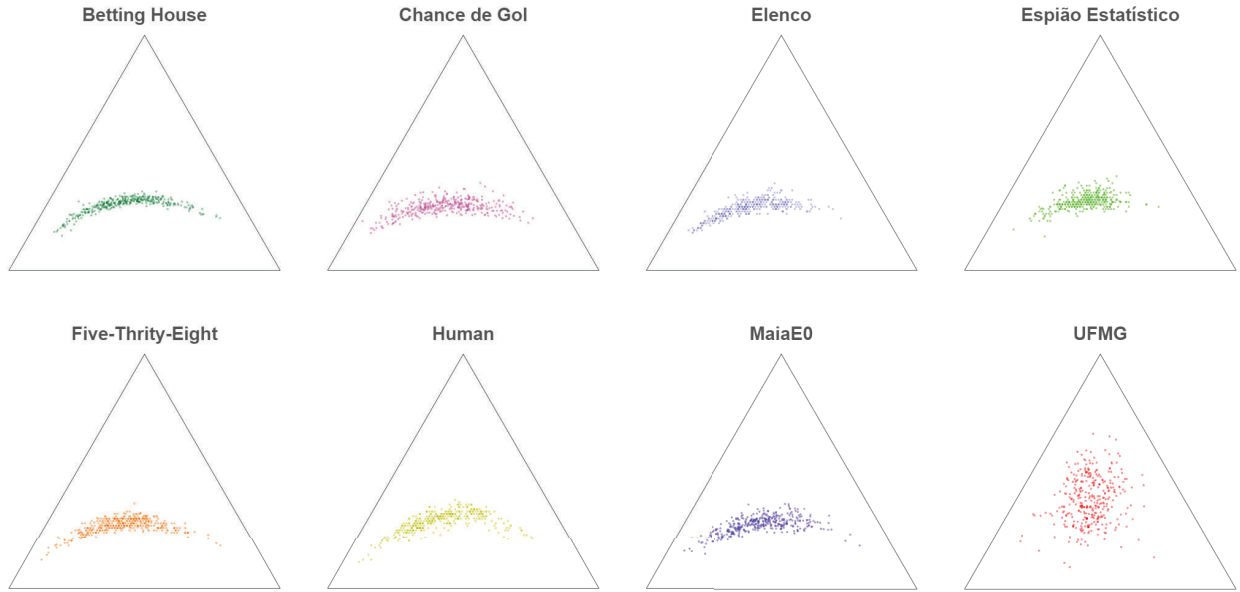 Betting House
Chance de Gol
Elenco
Espião Estatístico
Five-Thrity-Eight
Human
MaiaE0
UFMG